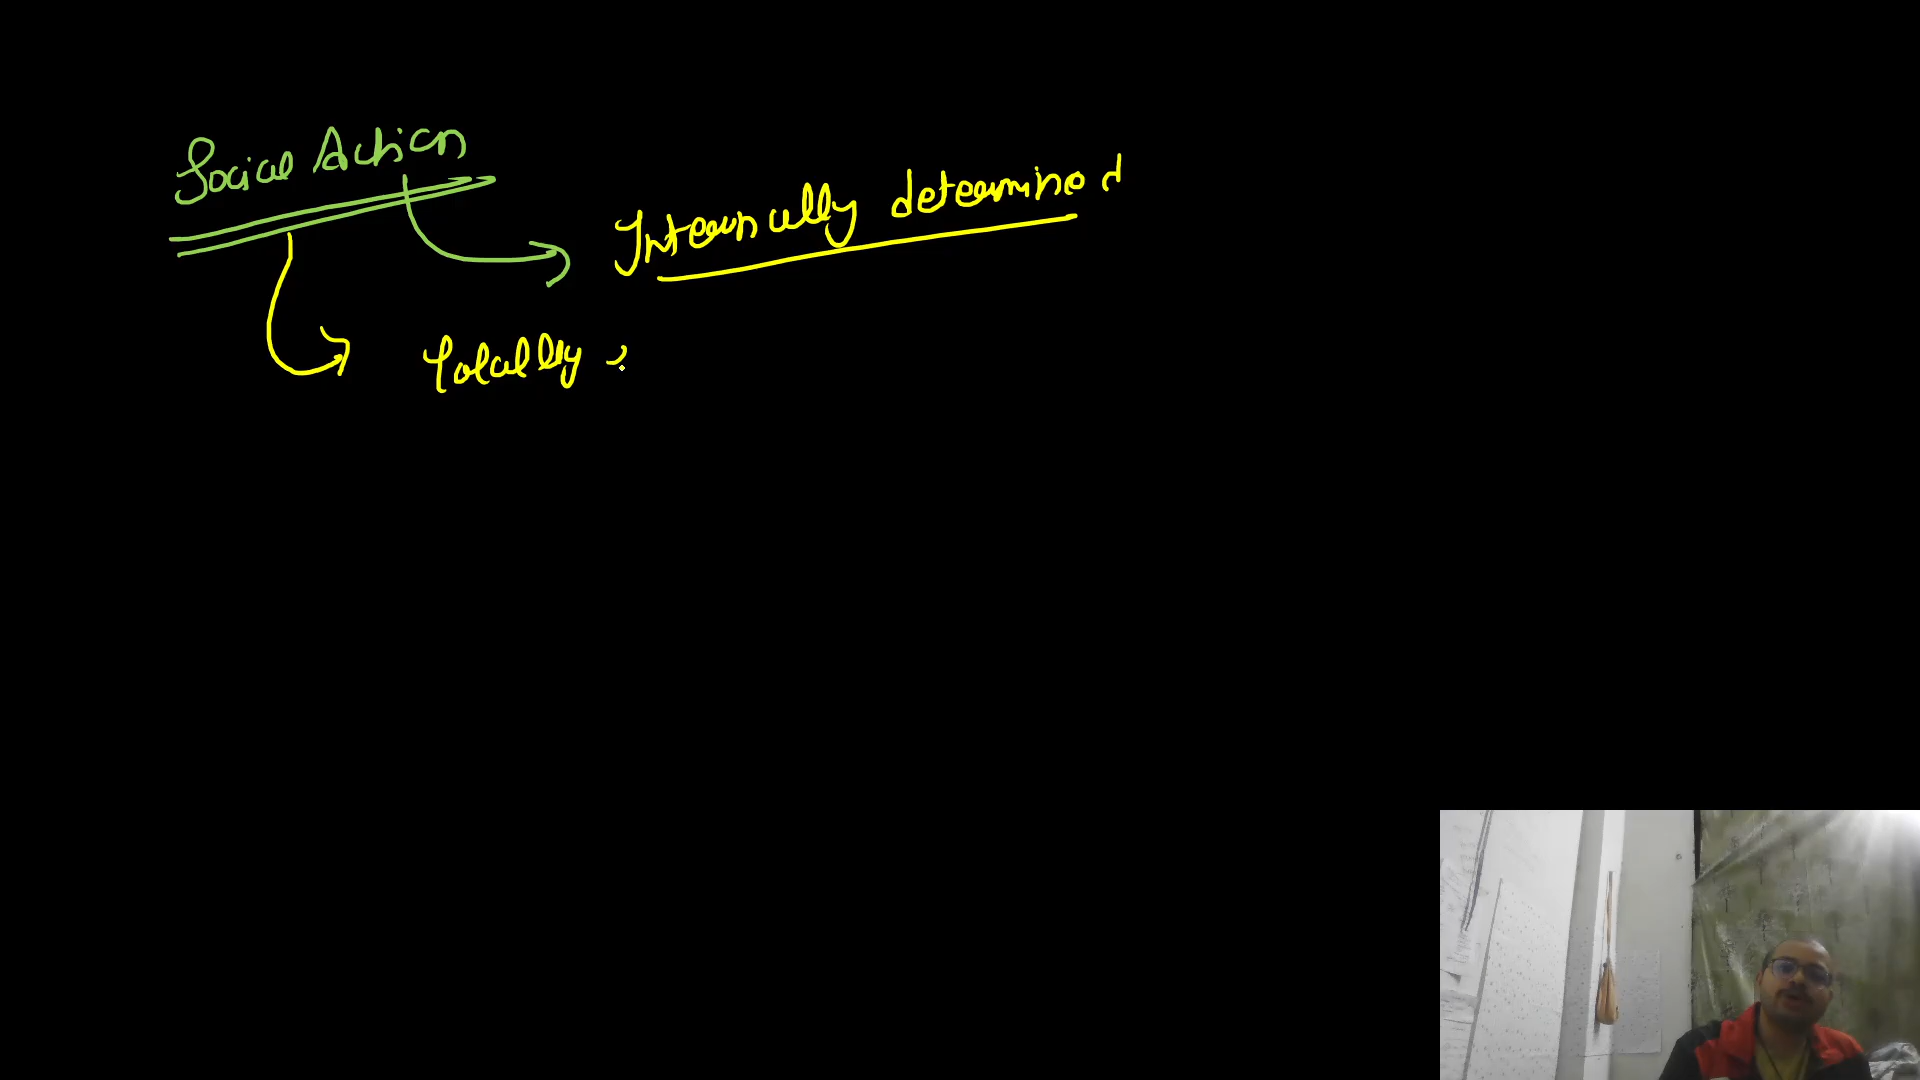 Social Action
Internally determined
Totally